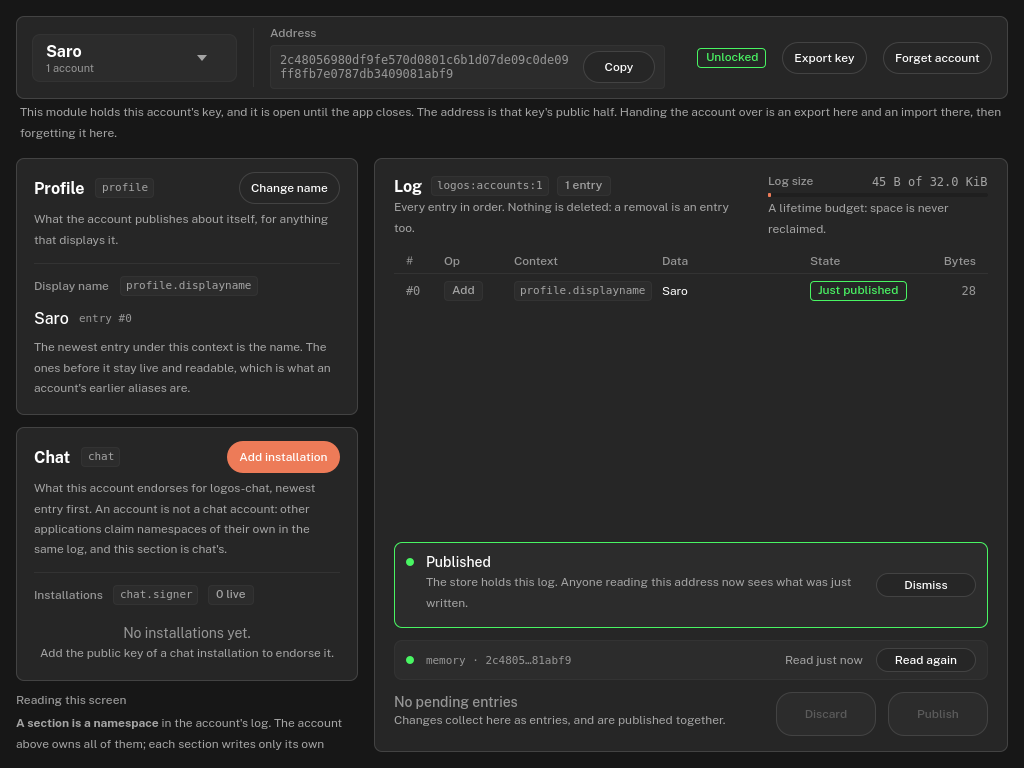 Saro
1 account
Address
2c48056980df9fe570d0801c6b1d07de09c0de09
ff8fb7e0787db3409081abf9
Copy
Unlocked
Export key
Forget account
This module holds this account's key, and it is open until the app closes. The address is that key's public half. Handing the account over is an export here and an import there, then
forgetting it here.
Profile
profile
Change name
What the account publishes about itself, for anything
that displays it.
Display name
profile.displayname
Saro
entry #0
The newest entry under this context is the name. The
ones before it stay live and readable, which is what an
account's earlier aliases are.
Chat
chat
Add installation
What this account endorses for logos-chat, newest
entry first. An account is not a chat account: other
applications claim namespaces of their own in the
same log, and this section is chat's.
Installations
chat.signer
0 live
No installations yet.
Add the public key of a chat installation to endorse it.
Reading this screen
A section is a namespace in the account's log. The account
above owns all of them; each section writes only its own
Log
logos:accounts:1
1 entry
Every entry in order. Nothing is deleted: a removal is an entry
too.
Log size
45 B of 32.0 KiB
A lifetime budget: space is never
reclaimed.
# Op Context Data State Bytes
#0 Add profile.displayname Saro Just published 28
Published
The store holds this log. Anyone reading this address now sees what was just
written.
Dismiss
memory · 2c4805…81abf9
Read just now
Read again
No pending entries
Changes collect here as entries, and are published together.
Discard
Publish